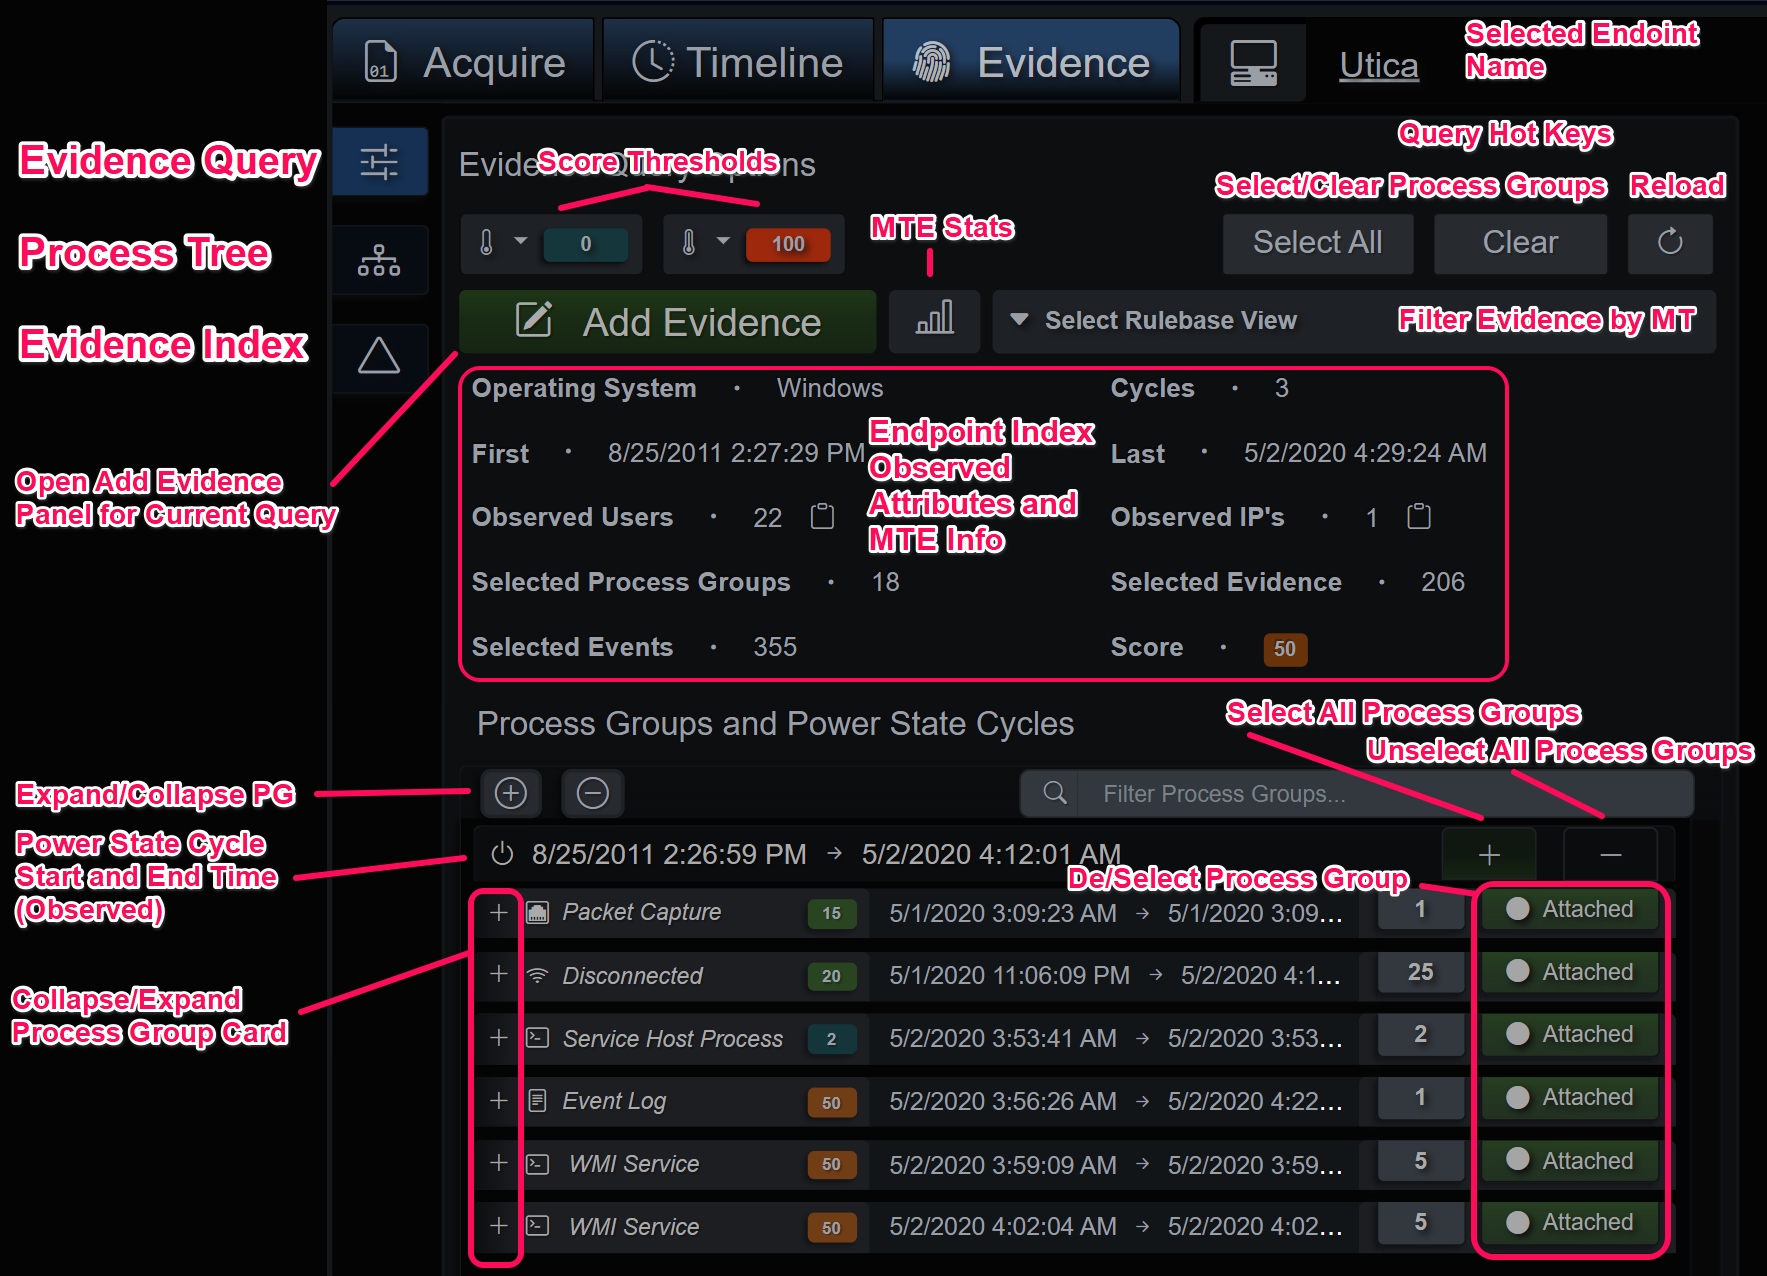 01 Acquire Timeline Evidence Utica Selected Endoint
Name
Query Hot Keys
Evidence Query Evidence Query Options Score Thresholds
Select/Clear Process Groups Reload
MTE Stats
0 100 Select All Clear
Process Tree
Add Evidence Select Rulebase View Filter Evidence by MT
Evidence Index
Operating System · Windows Cycles · 3
First · 8/25/2011 2:27:29 PM Last · 5/2/2020 4:29:24 AM
Endpoint Index
Observed
Attributes and
MTE Info
Open Add Evidence
Panel for Current Query
Observed Users · 22 Observed IP's · 1
Selected Process Groups · 18 Selected Evidence · 206
Selected Events · 355 Score · 50
Process Groups and Power State Cycles
Select All Process Groups
Unselect All Process Groups
Expand/Collapse PG
Filter Process Groups...
Power State Cycle
Start and End Time
(Observed)
8/25/2011 2:26:59 PM → 5/2/2020 4:12:01 AM
De/Select Process Group
Packet Capture 15 5/1/2020 3:09:23 AM → 5/1/2020 3:09... 1 Attached
Disconnected 20 5/1/2020 11:06:09 PM → 5/2/2020 4:1... 25 Attached
Collapse/Expand
Process Group Card
Service Host Process 2 5/2/2020 3:53:41 AM → 5/2/2020 3:53... 2 Attached
Event Log 50 5/2/2020 3:56:26 AM → 5/2/2020 4:22... 1 Attached
WMI Service 50 5/2/2020 3:59:09 AM → 5/2/2020 3:59... 5 Attached
WMI Service 50 5/2/2020 4:02:04 AM → 5/2/2020 4:02... 5 Attached